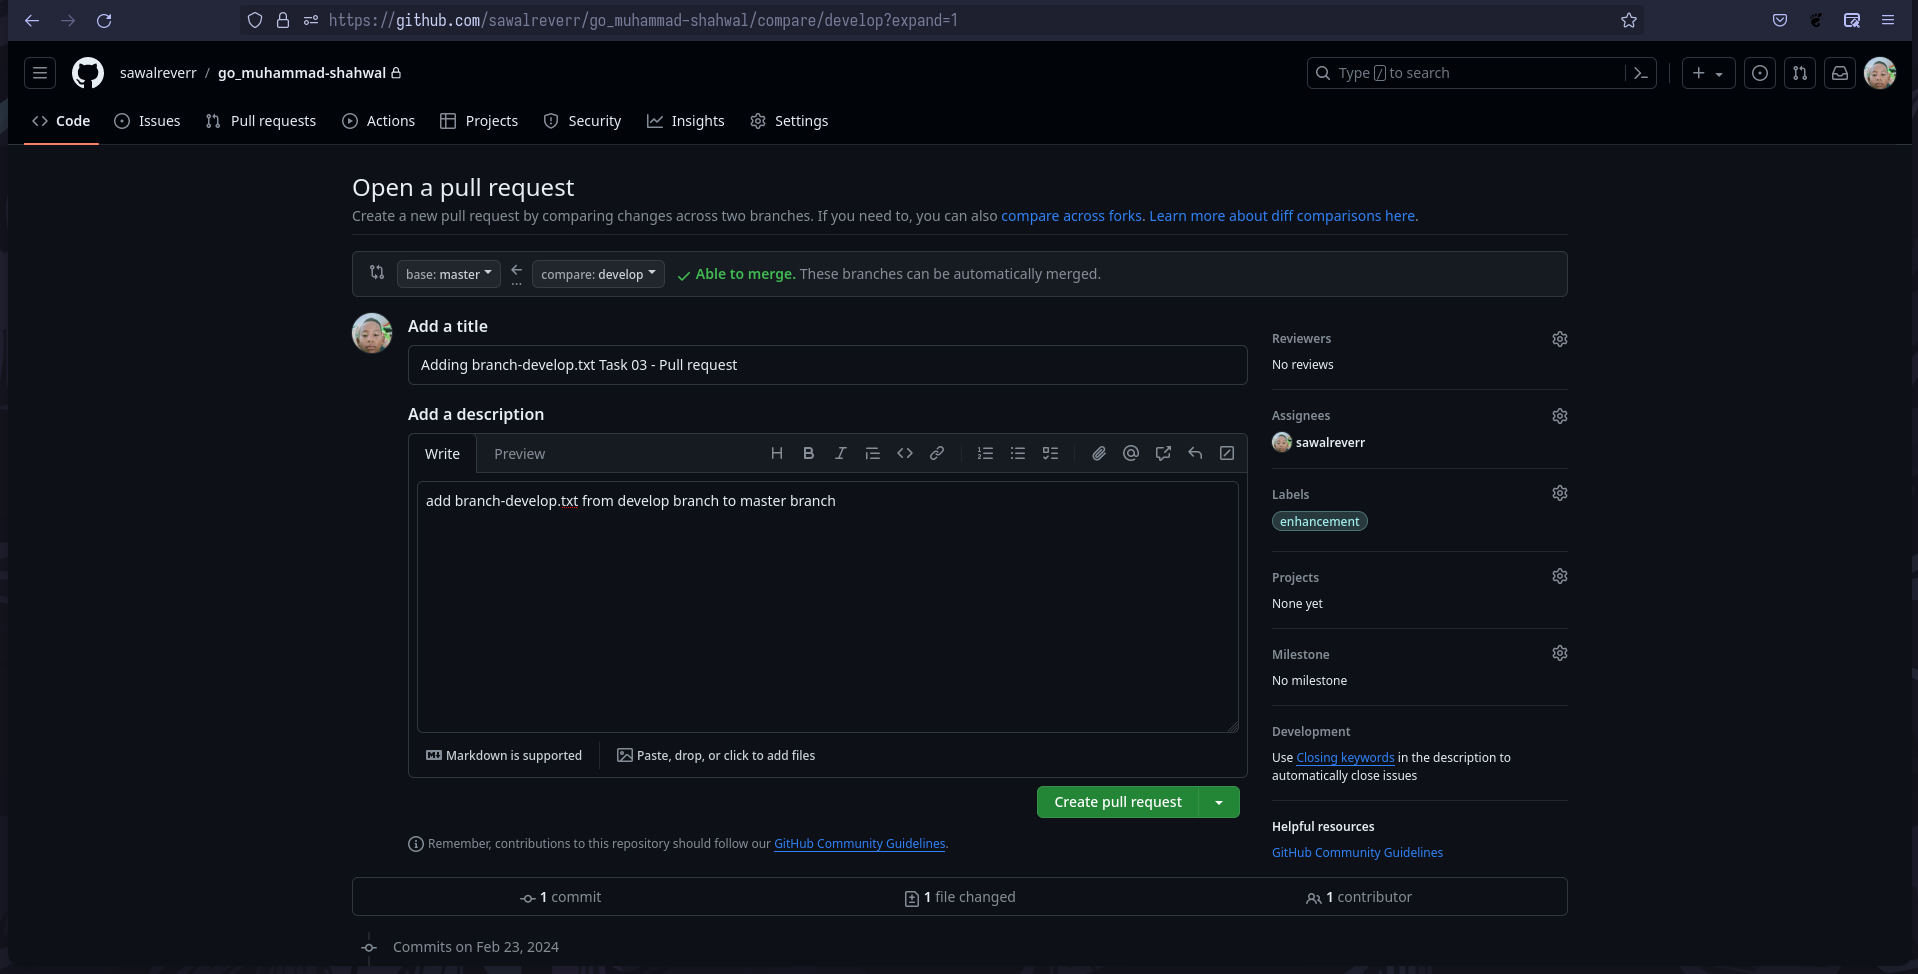 https://github.com/sawalreverr/go_muhammad-shahwal/compare/develop?expand=1
sawalreverr / go_muhammad-shahwal
Type / to search
Code Issues Pull requests Actions Projects Security Insights Settings
Open a pull request
Create a new pull request by comparing changes across two branches. If you need to, you can also compare across forks. Learn more about diff comparisons here.
base: master ... compare: develop Able to merge. These branches can be automatically merged.
Add a title
Adding branch-develop.txt Task 03 - Pull request
Add a description
Write Preview
add branch-develop.txt from develop branch to master branch
Markdown is supported
Paste, drop, or click to add files
Create pull request
Remember, contributions to this repository should follow our GitHub Community Guidelines.
Reviewers
No reviews
Assignees
sawalreverr
Labels
enhancement
Projects
None yet
Milestone
No milestone
Development
Use Closing keywords in the description to
automatically close issues
Helpful resources
GitHub Community Guidelines
1 commit
1 file changed
1 contributor
Commits on Feb 23, 2024